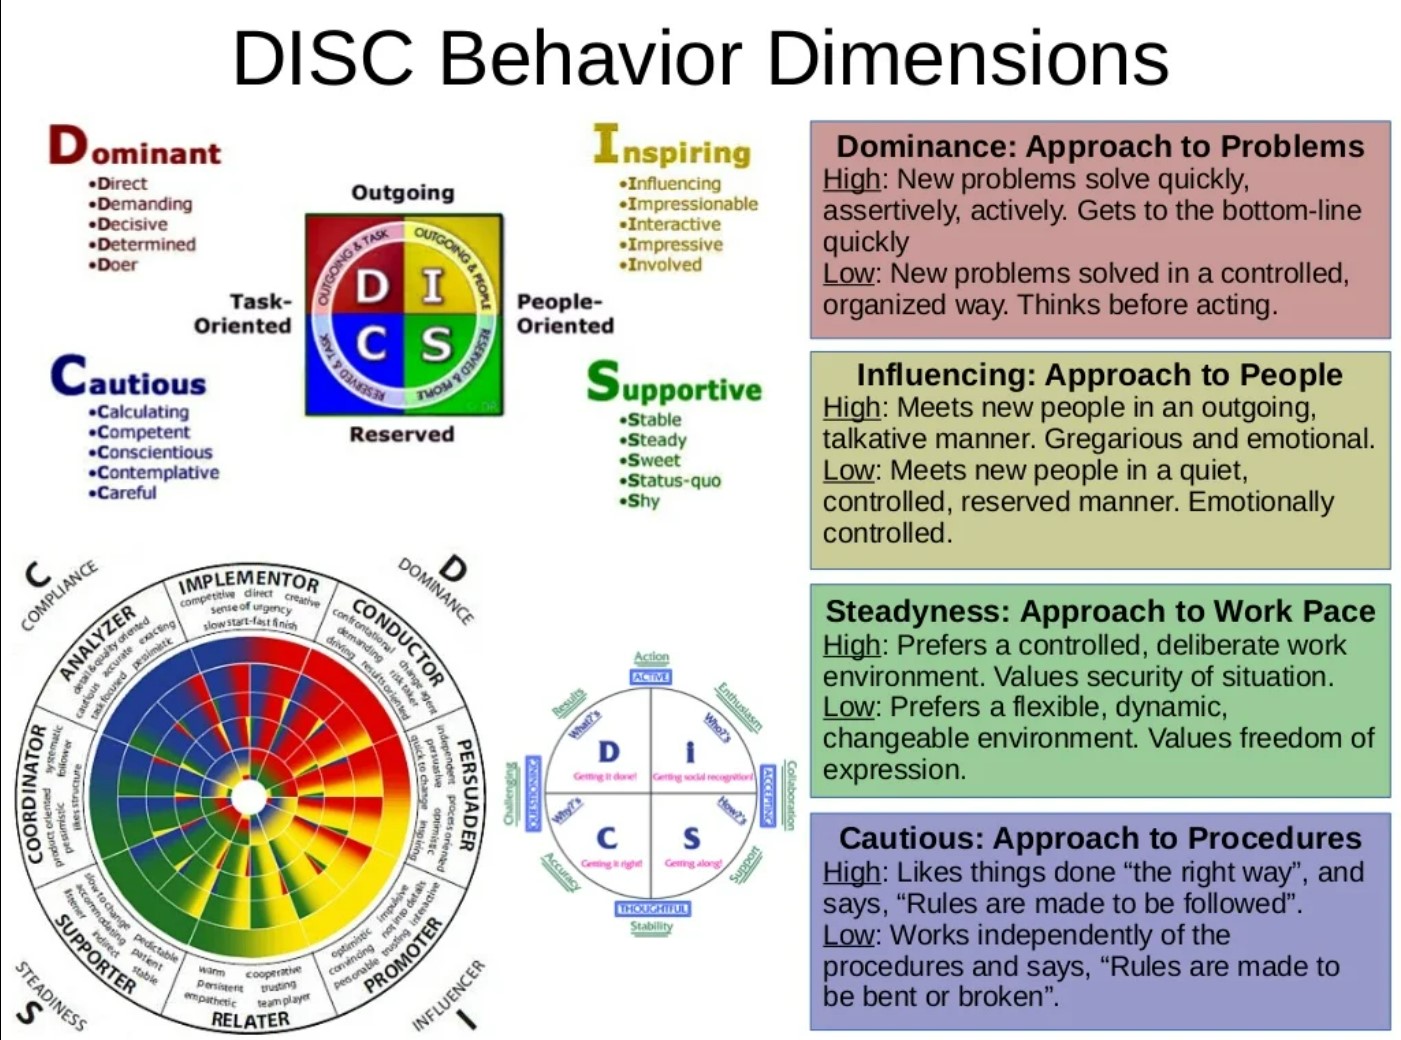 DISC Behavior Dimensions
Dominant
•Direct
•Demanding
•Decisive
•Determined
•Doer
Inspiring
•Influencing
•Impressionable
•Interactive
•Impressive
•Involved
Outgoing
Task-
Oriented
People-
Oriented
Reserved
OUTGOING & TASK
OUTGOING & PEOPLE
RESERVED & TASK
RESERVED & PEOPLE
D I
C S
Cautious
•Calculating
•Competent
•Conscientious
•Contemplative
•Careful
Supportive
•Stable
•Steady
•Sweet
•Status-quo
•Shy
Dominance: Approach to Problems
High: New problems solve quickly,
assertively, actively. Gets to the bottom-line
quickly
Low: New problems solved in a controlled,
organized way. Thinks before acting.
Influencing: Approach to People
High: Meets new people in an outgoing,
talkative manner. Gregarious and emotional.
Low: Meets new people in a quiet,
controlled, reserved manner. Emotionally
controlled.
Steadyness: Approach to Work Pace
High: Prefers a controlled, deliberate work
environment. Values security of situation.
Low: Prefers a flexible, dynamic,
changeable environment. Values freedom of
expression.
Cautious: Approach to Procedures
High: Likes things done “the right way”, and
says, “Rules are made to be followed”.
Low: Works independently of the
procedures and says, “Rules are made to
be bent or broken”.
C
COMPLIANCE
D
DOMINANCE
S
STEADINESS
I
INFLUENCER
IMPLEMENTOR
competitive direct creative
sense of urgency
slow start-fast finish
CONDUCTOR
confrontational change agent
demanding risk taker
driving results oriented
PERSUADER
independent process oriented
persuasive optimistic
quick to change inspiring
PROMOTER
impulsive not into details interactive
optimistic
convincing trusting
personable
RELATER
warm cooperative
persistent trusting
empathetic team player
SUPPORTER
slow to change predictable
accommodating patient
listener indirect stable
COORDINATOR
systematic product oriented
follower pessimistic
likes structure
ANALYZER
detail & quality oriented exacting
cautious accurate
task focused pessimistic
Action
ACTIVE
Results
Enthusiasm
What?'s
Who?'s
D
Getting it done!
i
Getting social recognition!
Challenging
QUESTIONING
ACCEPTING
Collaboration
Why?'s
How?'s
C
Getting it right!
S
Getting along!
Accuracy
Support
THOUGHTFUL
Stability